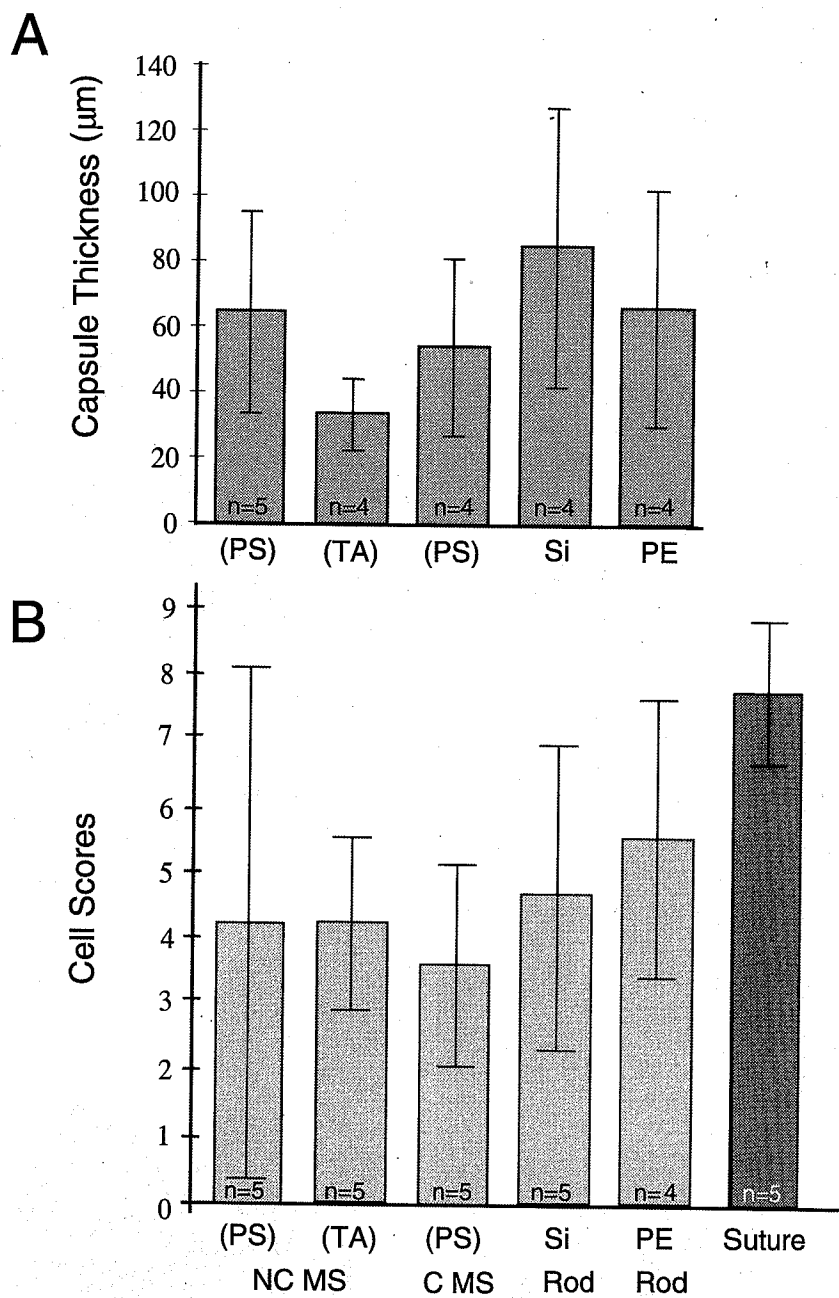 A
Capsule Thickness (μm)
140
120
100
80
60
40
20
0
n=5 n=4 n=4 n=4 n=4
(PS) (TA) (PS) Si PE
B
Cell Scores
9
8
7
6
5
4
3
2
1
0
n=5 n=5 n=5 n=5 n=4 n=5
(PS) (TA) (PS) Si PE Suture
NC MS C MS Rod Rod